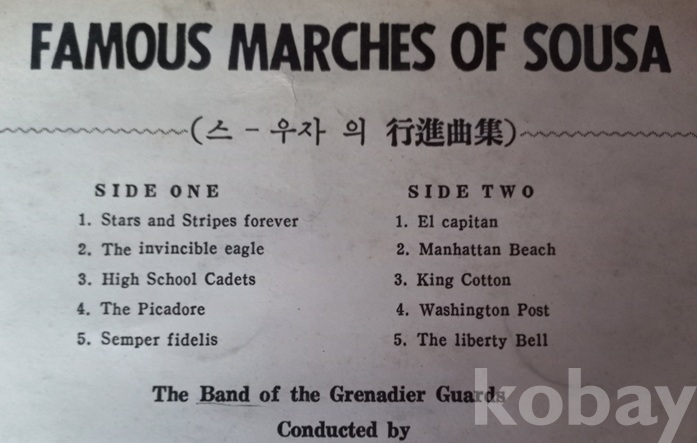 FAMOUS MARCHES OF SOUSA
(스-우자 의 行進曲集)
SIDE ONE
1. Stars and Stripes forever
2. The invincible eagle
3. High School Cadets
4. The Picadore
5. Semper fidelis
SIDE TWO
1. El capitan
2. Manhattan Beach
3. King Cotton
4. Washington Post
5. The liberty Bell
The Band of the Grenadier Guards
Conducted by
kobay